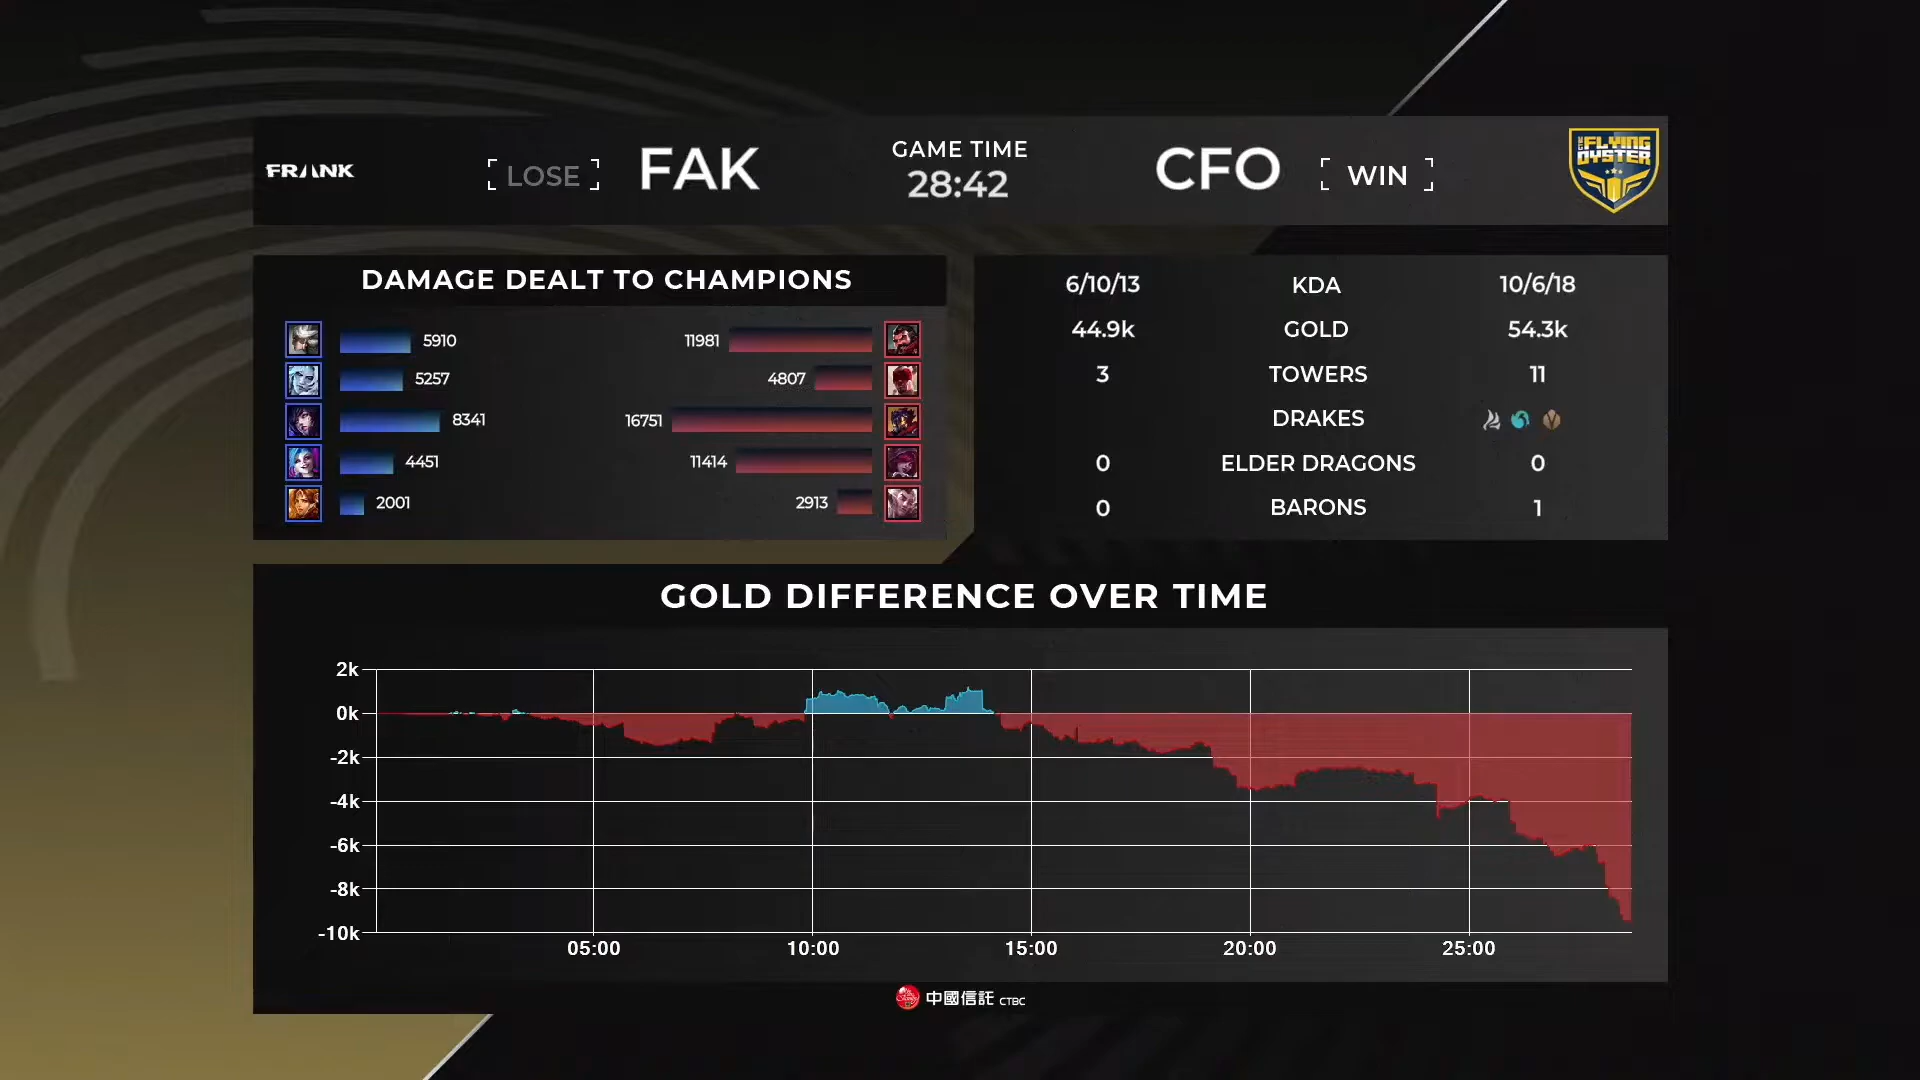 FRANK
LOSE
FAK
GAME TIME
28:42
CFO
WIN
FLYING
OYSTER
DAMAGE DEALT TO CHAMPIONS
5910
11981
5257
4807
8341
16751
4451
11414
2001
2913
6/10/13 KDA 10/6/18
44.9k GOLD 54.3k
3 TOWERS 11
DRAKES
0 ELDER DRAGONS 0
0 BARONS 1
GOLD DIFFERENCE OVER TIME
2k
0k
-2k
-4k
-6k
-8k
-10k
05:00 10:00 15:00 20:00 25:00
中國信託 CTBC